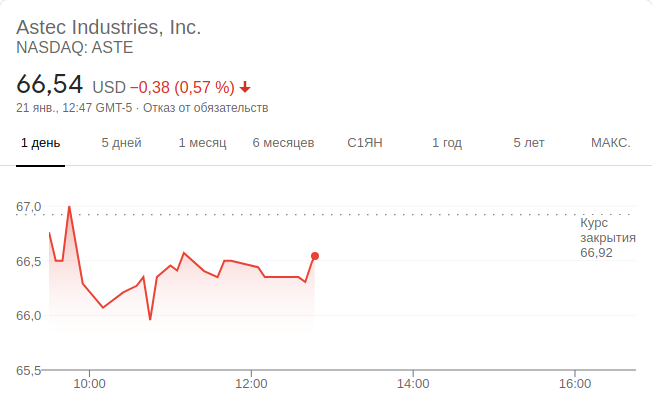 Astec Industries, Inc.
NASDAQ: ASTE
66,54 USD −0,38 (0,57 %)
21 янв., 12:47 GMT-5 · Отказ от обязательств
1 день 5 дней 1 месяц 6 месяцев С1ЯН 1 год 5 лет МАКС.
67,0
Курс
закрытия
66,92
66,5
66,0
65,5
10:00 12:00 14:00 16:00